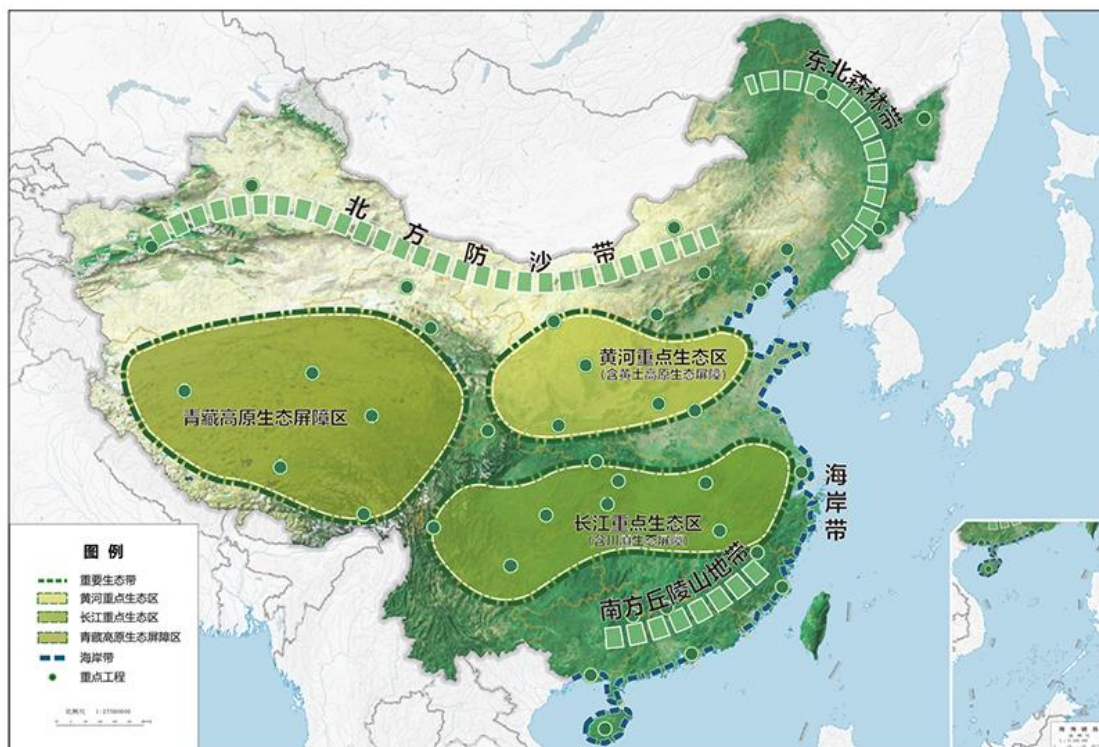 东北森林带
北方防沙带
黄河重点生态区
(含黄土高原生态屏障)
青藏高原生态屏障区
海岸带
长江重点生态区
(含川滇生态屏障)
南方丘陵山地带
图例
重要生态带
黄河重点生态区
长江重点生态区
青藏高原生态屏障区
海岸带
重点工程
比例尺